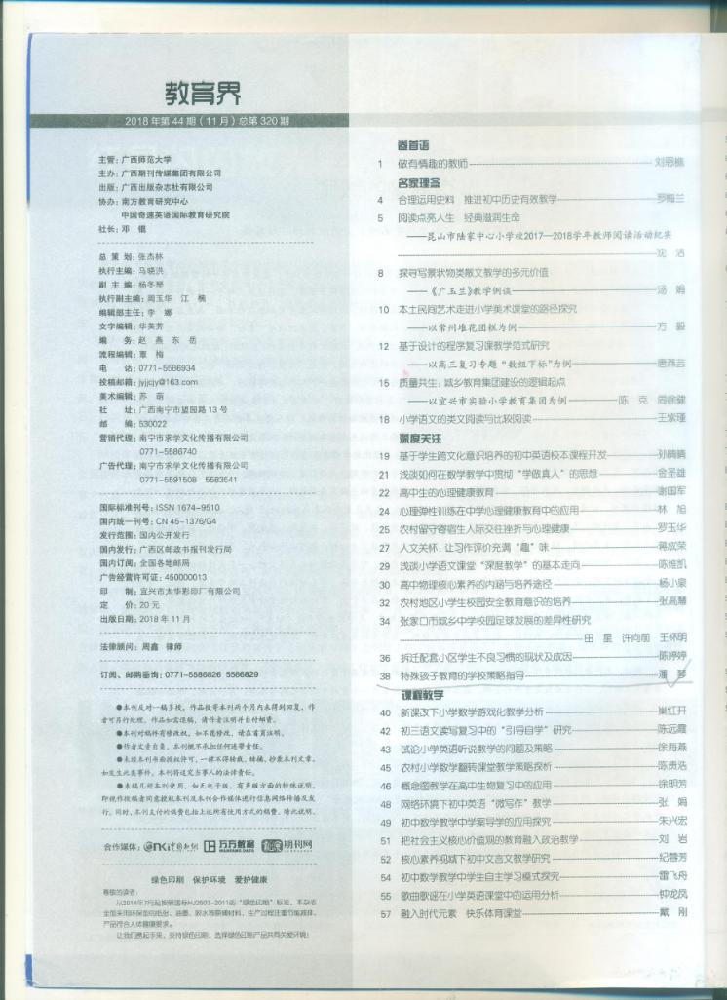 教育界
2018年第44期(11月)总第320期
主管:广西师范大学
主办:广西期刊传媒集团有限公司
出版:广西出版杂志社有限公司
协办:南方教育研究中心
中国奇速英语国际教育研究院
社长:邓 锟
总 策 划:张杰林
执行主编:马晓洪
副 主 编:杨冬琴
执行副主编:周玉华 江 楠
编辑部主任:李 娜
文字编辑:华美芳
编 务:赵 燕 东 岳
流程编辑:覃 梅
电 话:0771-5586934
投稿邮箱:jyjjcjy@163.com
美术编辑:苏 萌
社 址:广西南宁市望园路13号
邮 编:530022
营销代理:南宁市求学文化传播有限公司
0771-5586740
广告代理:南宁市求学文化传播有限公司
0771-5591508 5583541
国际标准刊号:ISSN 1674-9510
国内统一刊号:CN 45-1376/G4
发行范围:国内公开发行
国内发行:广西区邮政书报刊发行局
国内订阅:全国各地邮局
广告经营许可证:450000013
印 制:宜兴市太华彩印厂有限公司
定 价:20元
出版日期:2018年11月
法律顾问:周鑫 律师
订阅、邮购垂询:0771-5586826 5586829
●本刊反对一稿多投,作品投寄本刊两个月内未得到回复,作
者可另行处理。作品如需退稿,请作者注明并自付邮资。
●本刊对稿件有修改权,如不愿修改,请在首页注明。
●作者文责自负,本刊概不承担任何连带责任。
●未经本刊书面授权许可,一律不得转载、转摘、抄袭本刊文章,
如发生此类事件,本刊将追究当事人的法律责任。
●来稿凡经本刊使用,如无电子版、有声版方面的特殊说明,
即视作投稿者同意授权本刊及本刊合作媒体进行信息网络传播及发
行。同时,本刊支付的稿费包括上述所有使用方式的稿费。特此说明。
合作媒体: CNKI中国知网 万方数据 WANFANG DATA 期刊网
绿色印刷 保护环境 爱护健康
尊敬的读者:
从2014年7月起按照国标HJ2503-2011的“绿色印刷”标准,本杂志
全面采用环保型纸张、油墨、胶水等原辅材料,生产过程注重节能减排,
产品符合人体健康要求。
让我们携起手来,支持绿色印刷,选择绿色印刷产品共同关爱环境!
卷首语
1 做有情趣的教师 刘恩樵
名家理念
4 合理运用史料 推进初中历史有效教学 罗梅兰
5 阅读点亮人生 经典滋润生命
——昆山市陆家中心小学校2017—2018学年教师阅读活动纪实
沈 洁
8 探寻写景状物类散文教学的多元价值
——《广玉兰》教学例谈 汤 娟
10 本土民间艺术走进小学美术课堂的路径探究
——以常州堆花团糕为例 方 毅
12 基于设计的程序复习课教学范式研究
——以高三复习专题“数组下标”为例 唐燕芸
15 质量共生:城乡教育集团建设的逻辑起点
——以宜兴市实验小学教育集团为例 陈 克 周徐健
18 小学语文的类文阅读与比较阅读 王紫瑾
深度关注
19 基于学生跨文化意识培养的初中英语校本课程开发 孙腈腈
21 浅谈如何在数学教学中贯彻“学做真人”的思想 金圣雄
22 高中生的心理健康教育 谢国军
24 心理弹性训练在中学心理健康教育中的应用 林 旭
25 农村留守寄宿生人际交往挫折与心理健康 罗玉华
27 人文关怀:让习作评价充满“趣”味 蒋成荣
29 浅谈小学语文课堂“深度教学”的基本走向 陈维凯
30 高中物理核心素养的内涵与培养途径 杨小泉
32 农村地区小学生校园安全教育意识的培养 张高慧
34 张家口市城乡中学校园足球发展的差异性研究
田 星 许向前 王怀明
36 拆迁配套小区学生不良习惯的现状及成因 陈婷婷
38 特殊孩子教育的学校策略指导 潘 琴
课程教学
40 新课改下小学数学游戏化教学分析 巢红开
42 初三语文读写复习中的“引导自学”研究 陈远霞
43 试论小学英语听说教学的问题及策略 徐海燕
45 农村小学数学翻转课堂教学策略探析 陈贵浩
46 概念图教学在高中生物复习中的应用 徐明芳
48 网络环境下初中英语“微写作”教学 张 娟
49 初中数学教学中学案导学的应用探究 朱兴宏
51 把社会主义核心价值观的教育融入政治教学 刘 岩
52 核心素养视域下初中文言文教学研究 纪蓉芳
54 初中数学教学中学生自主学习模式探究 雷飞舟
55 歌曲歌谣在小学英语课堂中的运用分析 钟龙凤
57 融入时代元素 快乐体育课堂 戴 刚